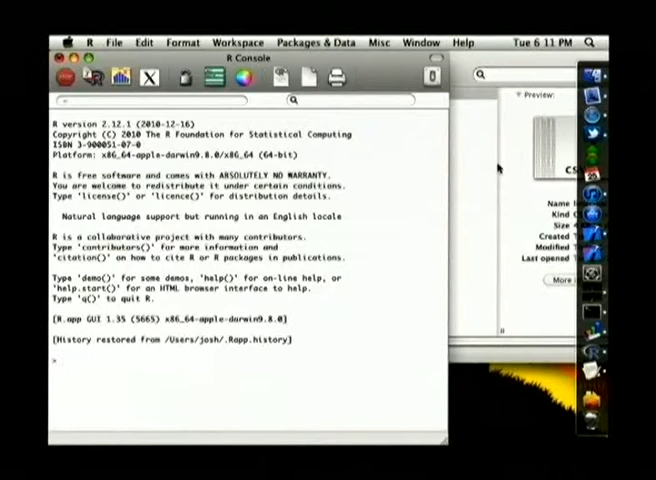 R File Edit Format Workspace Packages & Data Misc Window Help Tue 6 11 PM
R Console
Preview:
R version 2.12.1 (2010-12-16)
Copyright (C) 2010 The R Foundation for Statistical Computing
ISBN 3-900051-07-0
Platform: x86_64-apple-darwin9.8.0/x86_64 (64-bit)
R is free software and comes with ABSOLUTELY NO WARRANTY.
You are welcome to redistribute it under certain conditions.
Type 'license()' or 'licence()' for distribution details.
Natural language support but running in an English locale
R is a collaborative project with many contributors.
Type 'contributors()' for more information and
'citation()' on how to cite R or R packages in publications.
Type 'demo()' for some demos, 'help()' for on-line help, or
'help.start()' for an HTML browser interface to help.
Type 'q()' to quit R.
[R.app GUI 1.35 (5665) x86_64-apple-darwin9.8.0]
[History restored from /Users/josh/.Rapp.history]
>
CS
Name
Kind
Size
Created
Modified
Last opened
More